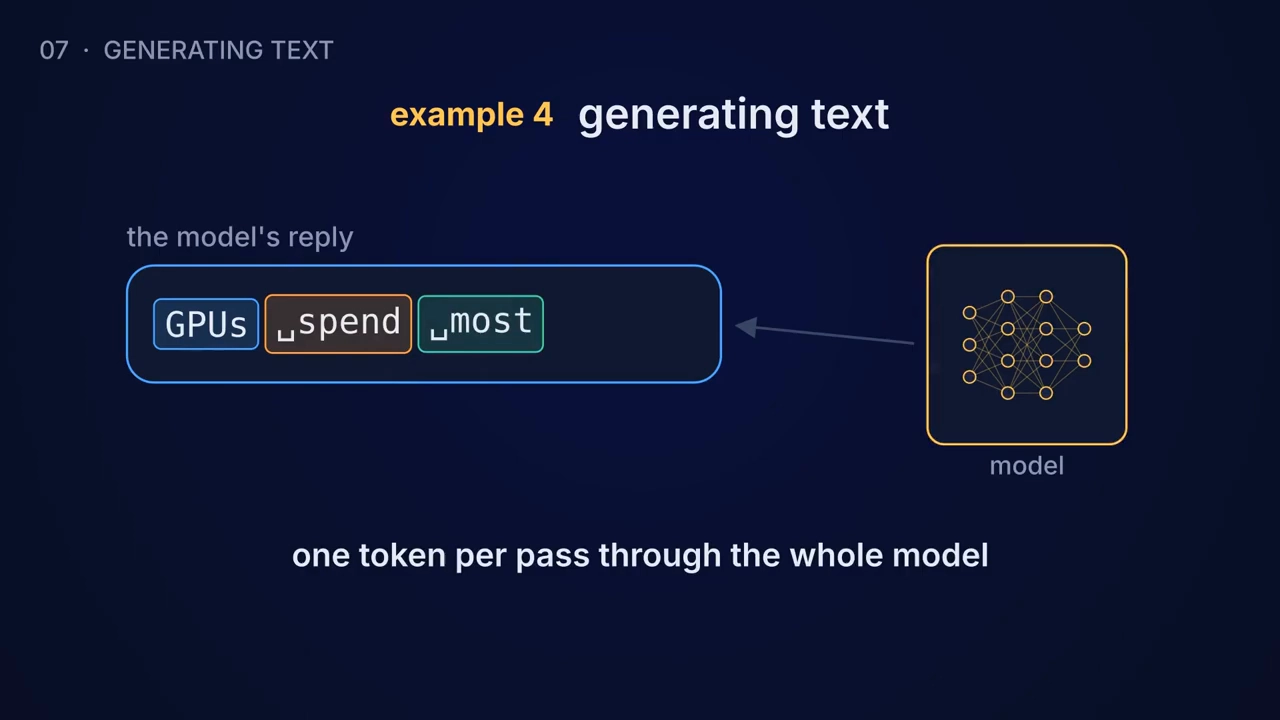 07 · GENERATING TEXT
example 4 generating text
the model's reply
GPUs ␣spend ␣most
model
one token per pass through the whole model